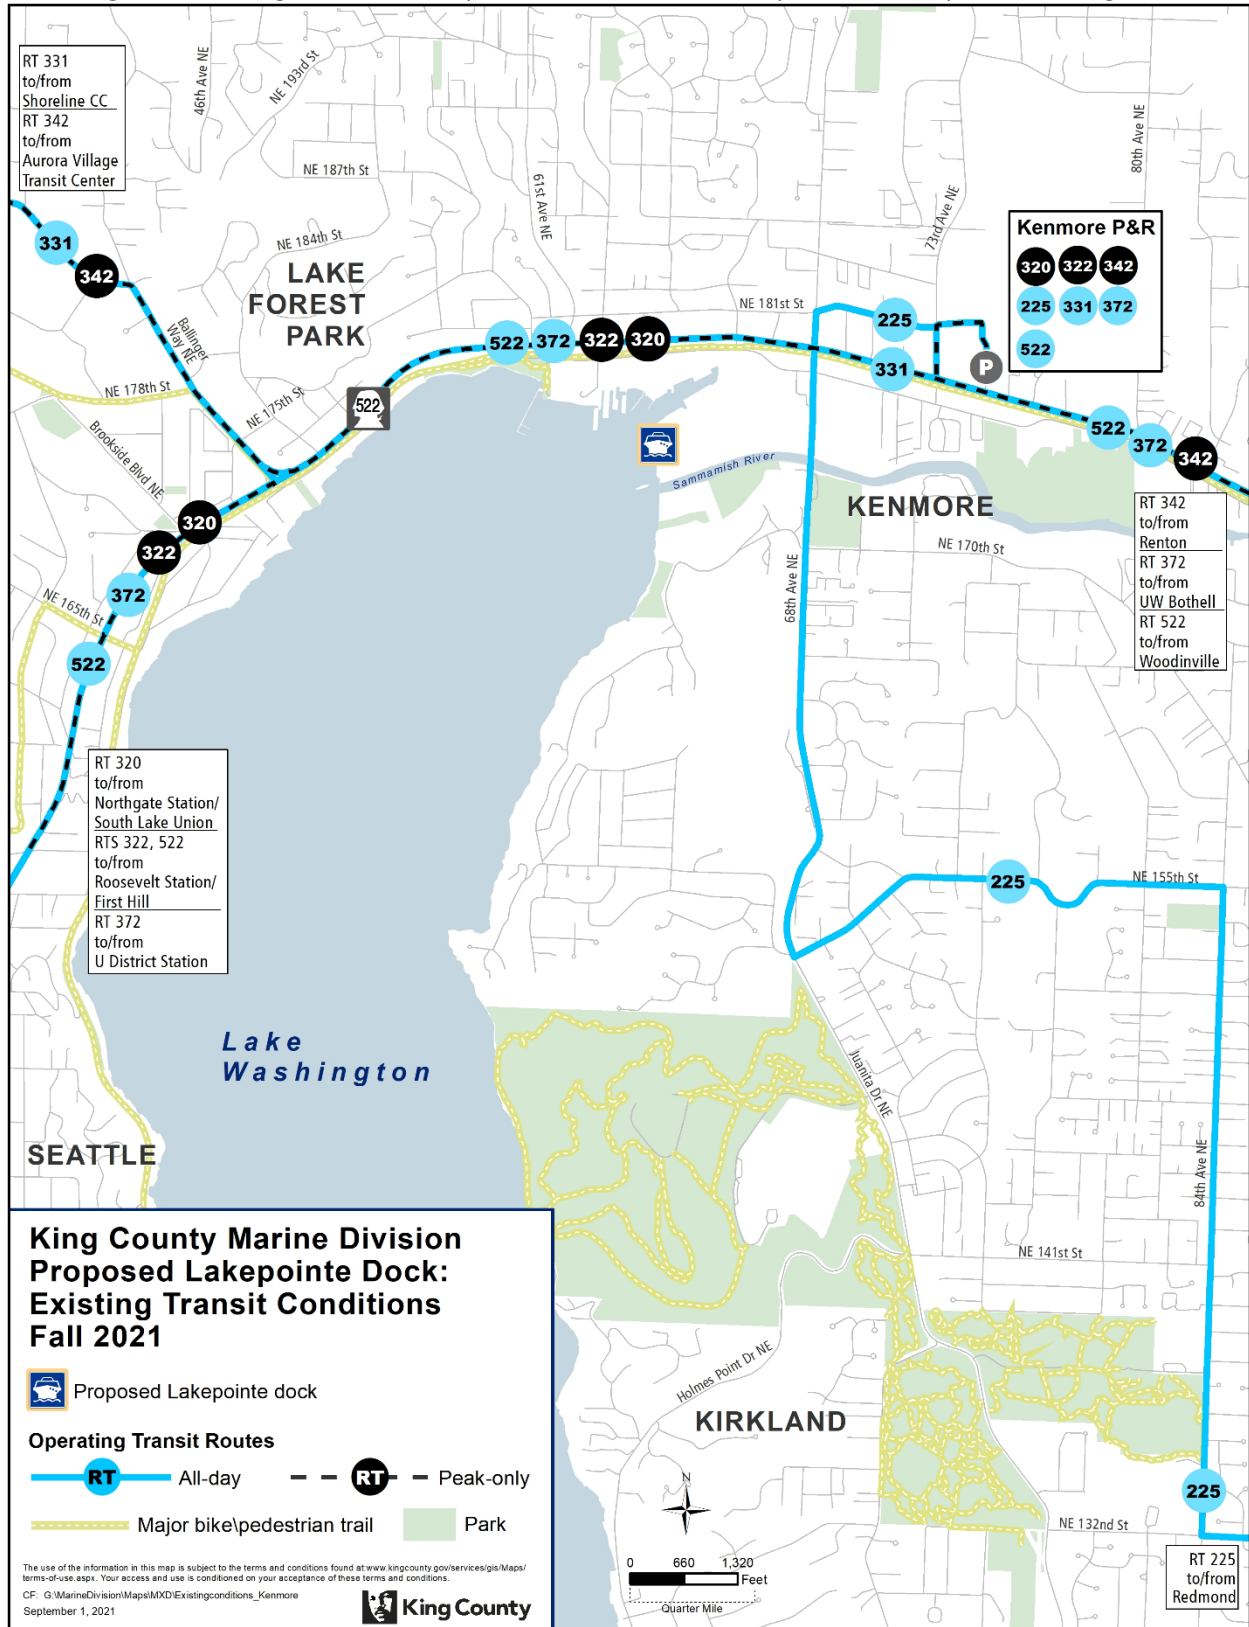 RT 331
to/from
Shoreline CC
RT 342
to/from
Aurora Village
Transit Center
46th Ave NE
NE 193rd St
NE 187th St
61st Ave NE
80th Ave NE
73rd Ave NE
NE 184th St
331
342
LAKE
FOREST
PARK
Ballinger
Way NE
NE 178th St
NE 175th St
Brookside Blvd NE
NE 165th St
522
522
372
322
320
NE 181st St
225
331
P
Kenmore P&R
320
322
342
225
331
372
522
522
372
342
Sammamish River
KENMORE
NE 170th St
68th Ave NE
RT 342
to/from
Renton
RT 372
to/from
UW Bothell
RT 522
to/from
Woodinville
320
322
372
522
RT 320
to/from
Northgate Station/
South Lake Union
RTS 322, 522
to/from
Roosevelt Station/
First Hill
RT 372
to/from
U District Station
225
NE 155th St
Lake
Washington
Juanita Dr NE
84th Ave NE
SEATTLE
NE 141st St
Holmes Point Dr NE
KIRKLAND
225
NE 132nd St
RT 225
to/from
Redmond
King County Marine Division
Proposed Lakepointe Dock:
Existing Transit Conditions
Fall 2021
Proposed Lakepointe dock
Operating Transit Routes
RT All-day
RT Peak-only
Major bike\pedestrian trail
Park
N
0 660 1,320
Feet
Quarter Mile
The use of the information in this map is subject to the terms and conditions found at:www.kingcounty.gov/services/gis/Maps/
terms-of-use.aspx. Your access and use is conditioned on your acceptance of these terms and conditions.
CF: G:\MarineDivision\Maps\MXD\Existingconditions_Kenmore
September 1, 2021
King County